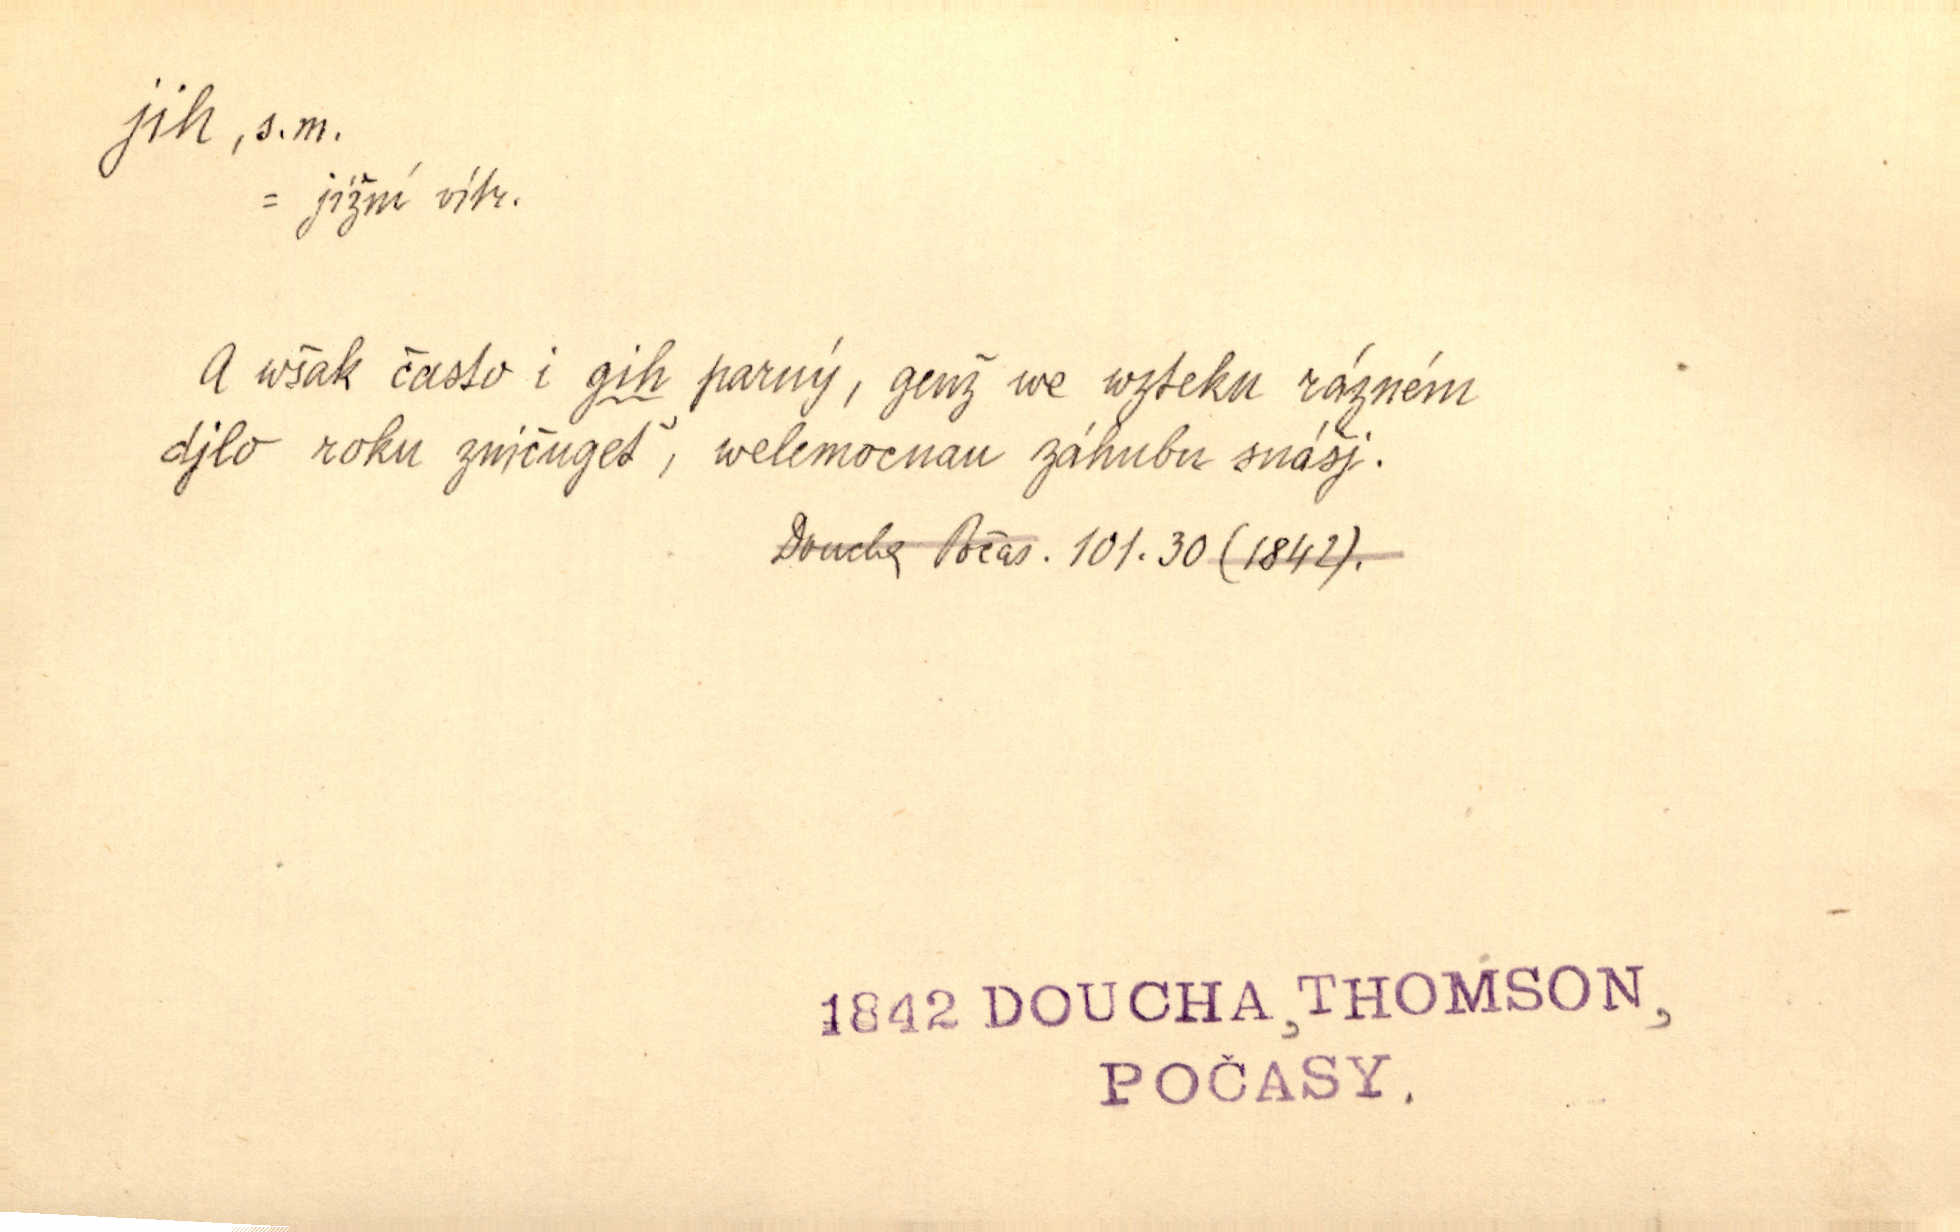 jih, s.m.
= jižní vítr.
A wšak často i gih parný, genž we wzteku rázném
djlo roku zničugeť, welemocnau záhubu snášj.
Doucha Počas. 101.30 (1842).
1842 DOUCHA, THOMSON,
POČASY.